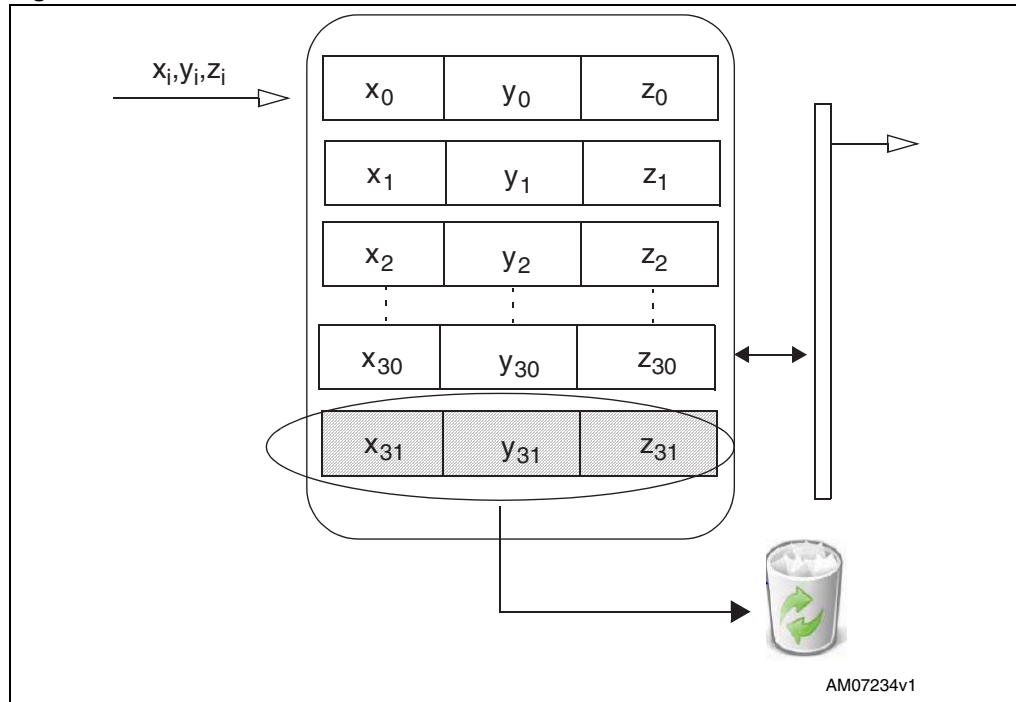 xi,yi,zi
x0 y0 z0
x1 y1 z1
x2 y2 z2
x30 y30 z30
x31 y31 z31
AM07234v1